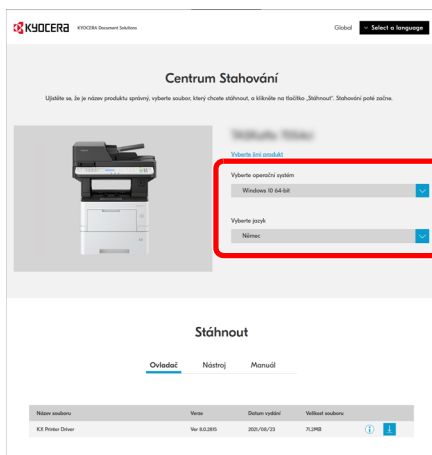 KYOCERA KYOCERA Document Solutions Global Select a language
Centrum Stahování
Ujistěte se, že je název produktu správný, vyberte soubor, který chcete stáhnout, a klikněte na tlačítko „Stáhnout". Stahování poté začne.
Vyberte jiný produkt
Vyberte operační systém
Windows 10 64-bit
Vyberte jazyk
Němec
Stáhnout
Ovladač Nástroj Manuál
Název souboru Verze Datum vydání Velikost souboru
KX Printer Driver Ver 8.0.2815 2021/08/23 71.2MB